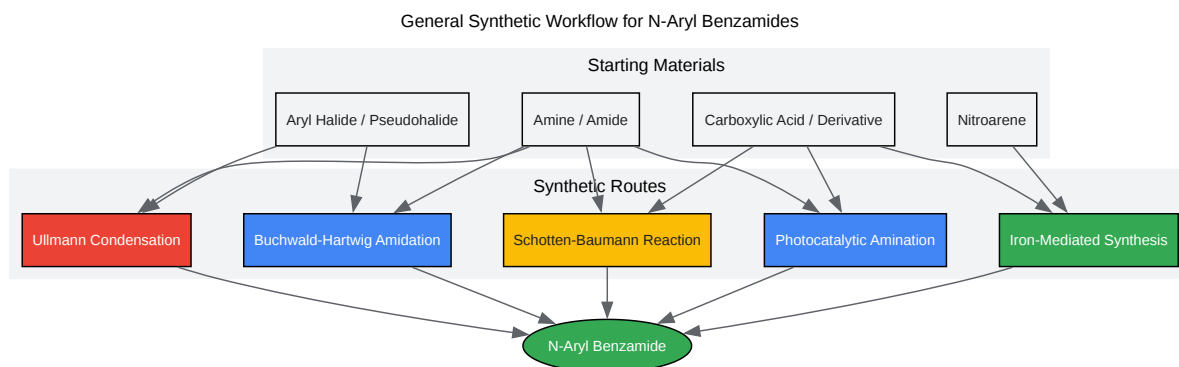 General Synthetic Workflow for N-Aryl Benzamides
Starting Materials
Aryl Halide / Pseudohalide
Amine / Amide
Carboxylic Acid / Derivative
Nitroarene
Synthetic Routes
Ullmann Condensation
Buchwald-Hartwig Amidation
Schotten-Baumann Reaction
Photocatalytic Amination
Iron-Mediated Synthesis
N-Aryl Benzamide